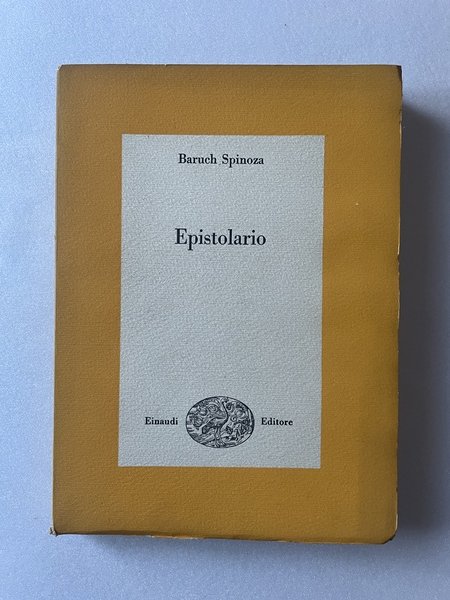 Baruch Spinoza
Epistolario
Einaudi Editore